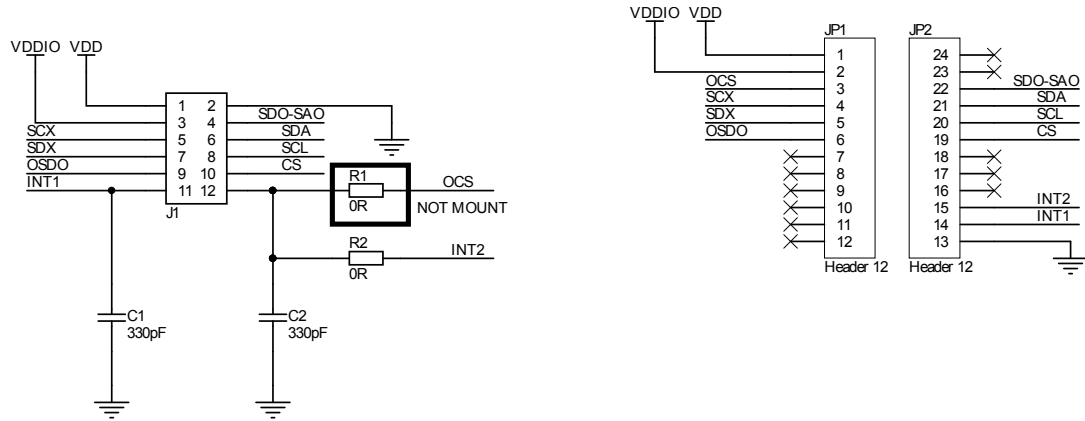 VDDIO VDD
1 2
3 4 SDO-SAO
SCX 5 6 SDA
SDX 7 8 SCL
OSDO 9 10 CS
INT1 11 12
J1
R1
0R
OCS
NOT MOUNT
R2
0R
INT2
C1
330pF
C2
330pF
VDDIO VDD
JP1
1
2
OCS 3
SCX 4
SDX 5
OSDO 6
7
8
9
10
11
12
Header 12
JP2
24
23
22 SDO-SAO
21 SDA
20 SCL
19 CS
18
17
16
15 INT2
14 INT1
13
Header 12